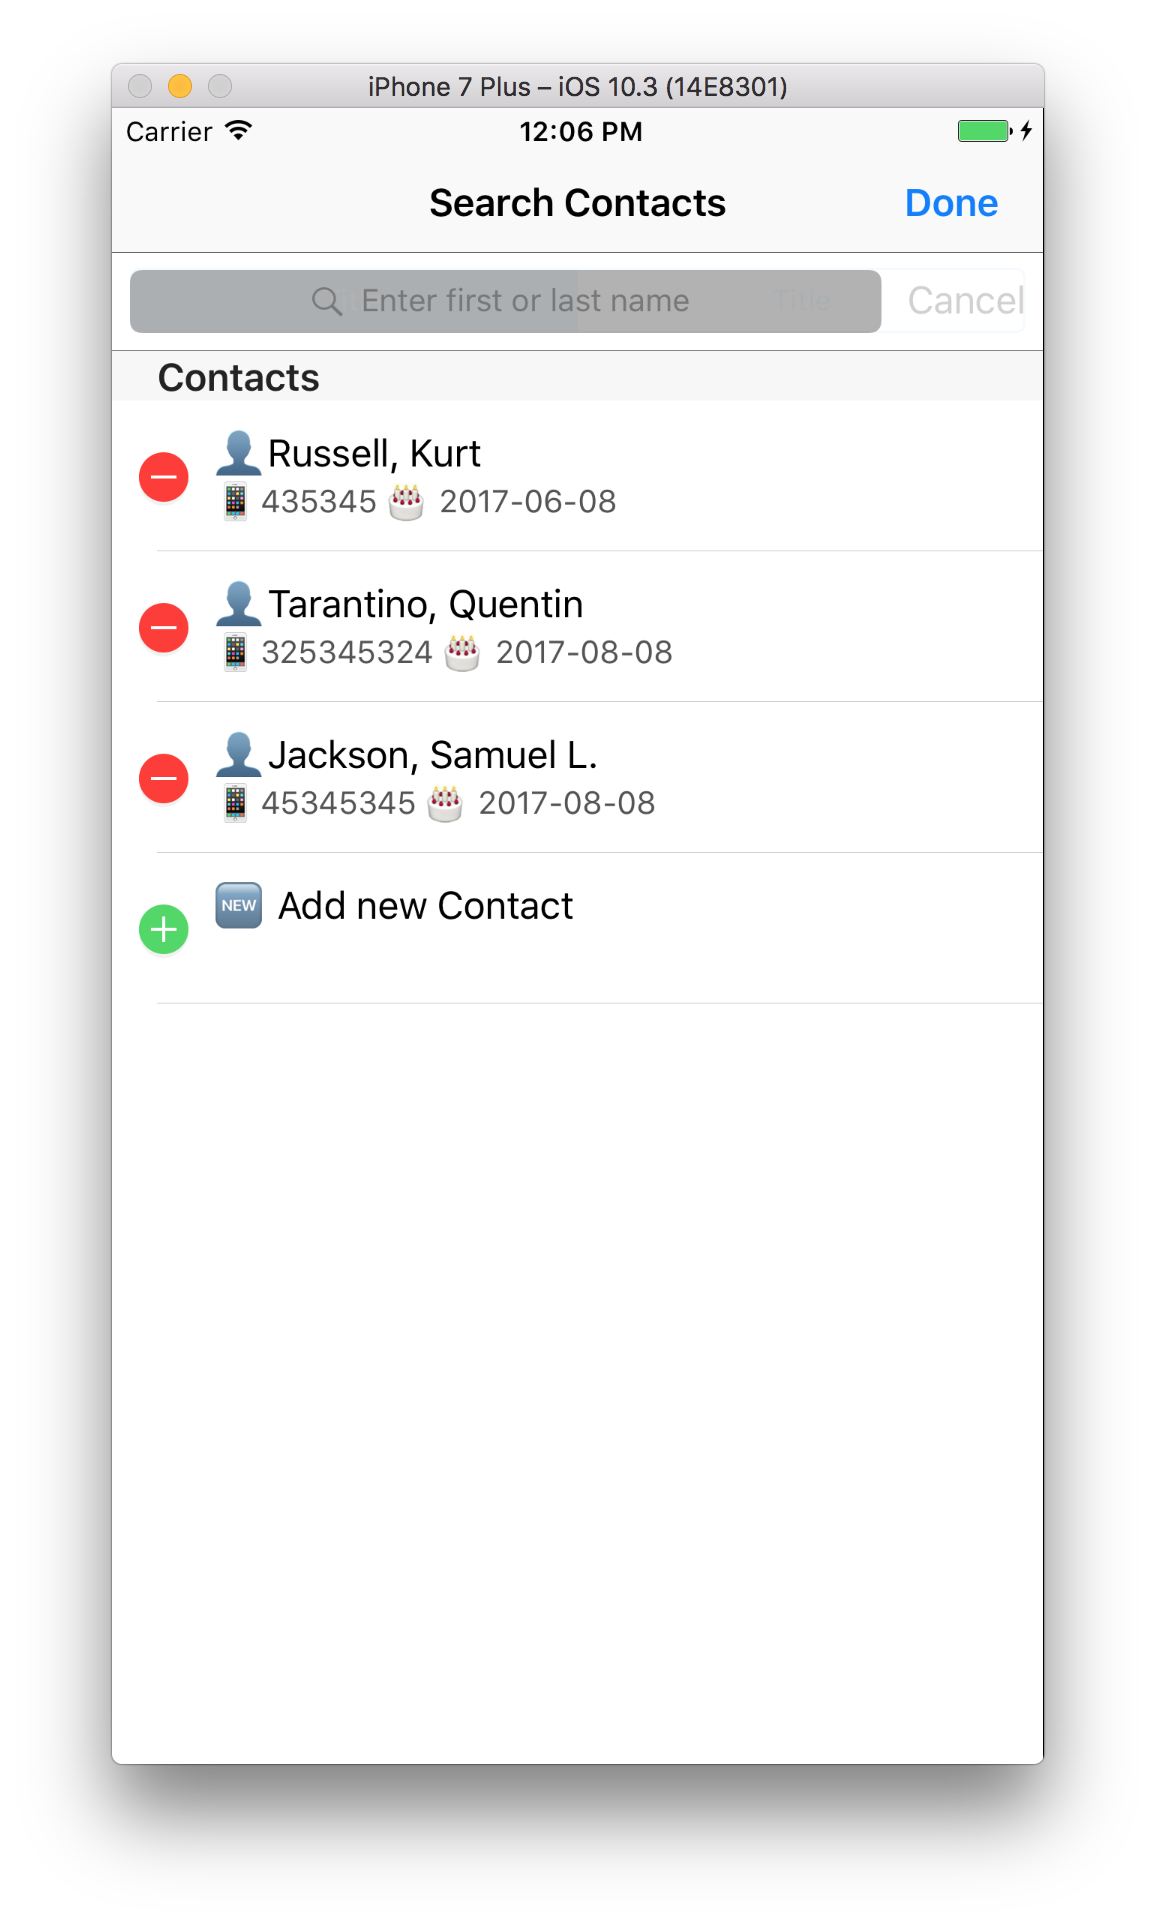 iPhone 7 Plus – iOS 10.3 (14E8301)
Carrier 12:06 PM
Search Contacts Done
Enter first or last name Title Cancel
Contacts
Russell, Kurt
435345 2017-06-08
Tarantino, Quentin
325345324 2017-08-08
Jackson, Samuel L.
45345345 2017-08-08
NEW Add new Contact